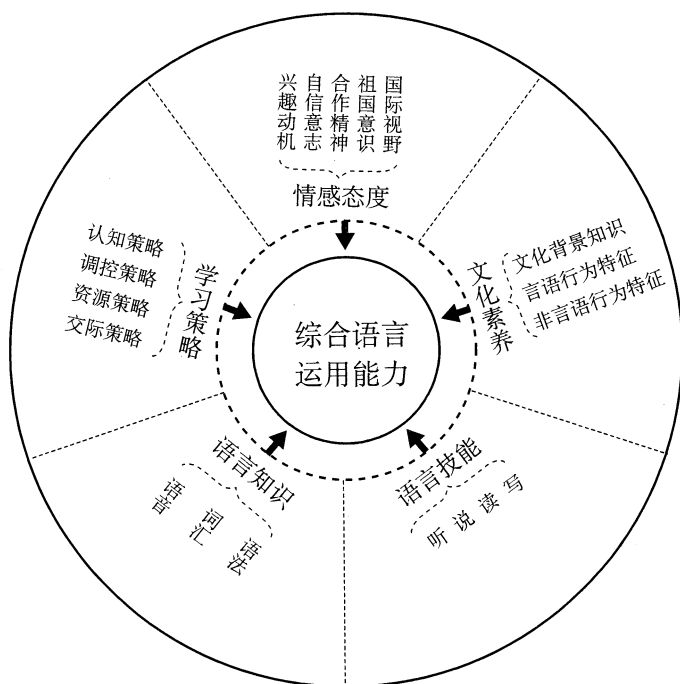 兴趣动机
自信意志
合作精神
祖国意识
国际视野
情感态度
认知策略
调控策略
资源策略
交际策略
学习策略
文化素养
文化背景知识
言语行为特征
非言语行为特征
综合语言
运用能力
语言知识
语音
词汇
语法
语言技能
听 说 读 写